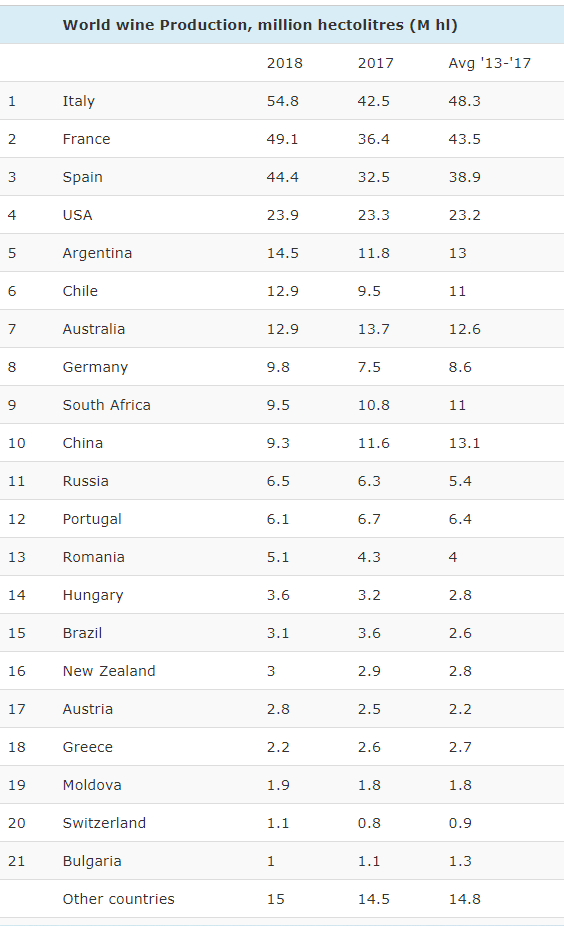 World wine Production, million hectolitres (M hl)
2018 2017 Avg '13-'17
1 Italy 54.8 42.5 48.3
2 France 49.1 36.4 43.5
3 Spain 44.4 32.5 38.9
4 USA 23.9 23.3 23.2
5 Argentina 14.5 11.8 13
6 Chile 12.9 9.5 11
7 Australia 12.9 13.7 12.6
8 Germany 9.8 7.5 8.6
9 South Africa 9.5 10.8 11
10 China 9.3 11.6 13.1
11 Russia 6.5 6.3 5.4
12 Portugal 6.1 6.7 6.4
13 Romania 5.1 4.3 4
14 Hungary 3.6 3.2 2.8
15 Brazil 3.1 3.6 2.6
16 New Zealand 3 2.9 2.8
17 Austria 2.8 2.5 2.2
18 Greece 2.2 2.6 2.7
19 Moldova 1.9 1.8 1.8
20 Switzerland 1.1 0.8 0.9
21 Bulgaria 1 1.1 1.3
Other countries 15 14.5 14.8